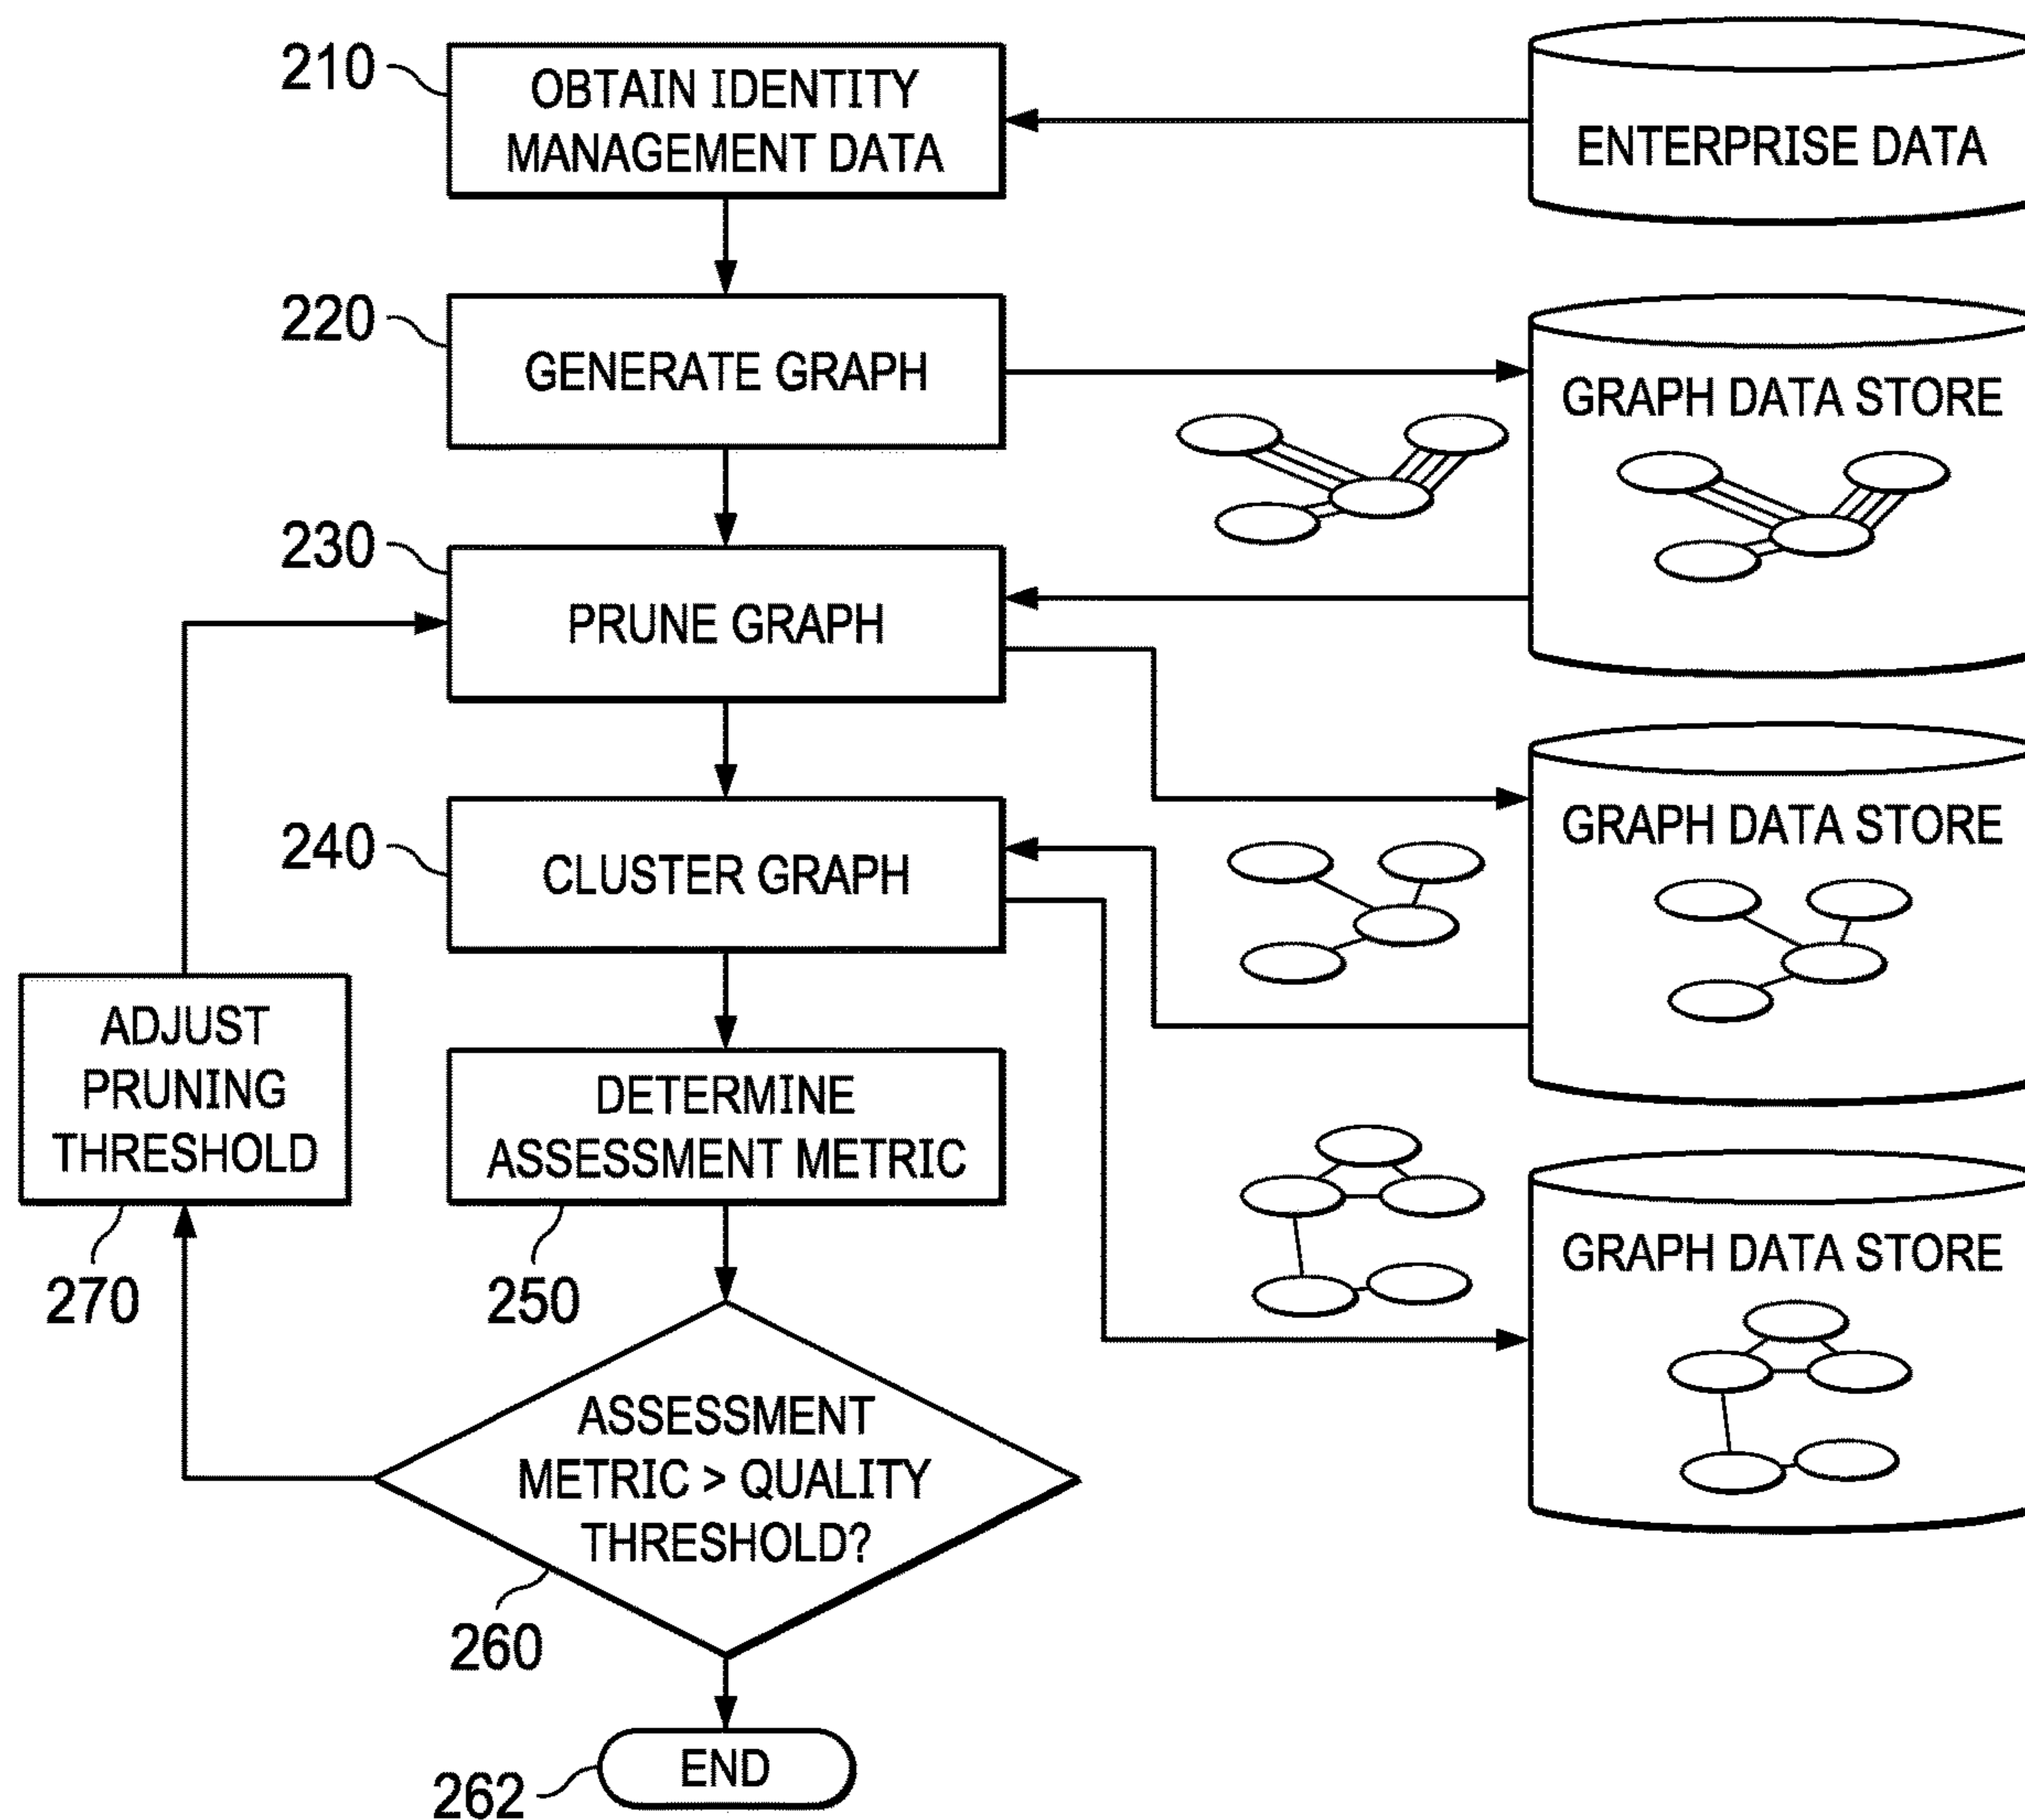 210
OBTAIN IDENTITY
MANAGEMENT DATA
ENTERPRISE DATA
220
GENERATE GRAPH
GRAPH DATA STORE
230
PRUNE GRAPH
240
CLUSTER GRAPH
GRAPH DATA STORE
ADJUST
PRUNING
THRESHOLD
270
DETERMINE
ASSESSMENT METRIC
250
GRAPH DATA STORE
ASSESSMENT
METRIC > QUALITY
THRESHOLD?
260
END
262